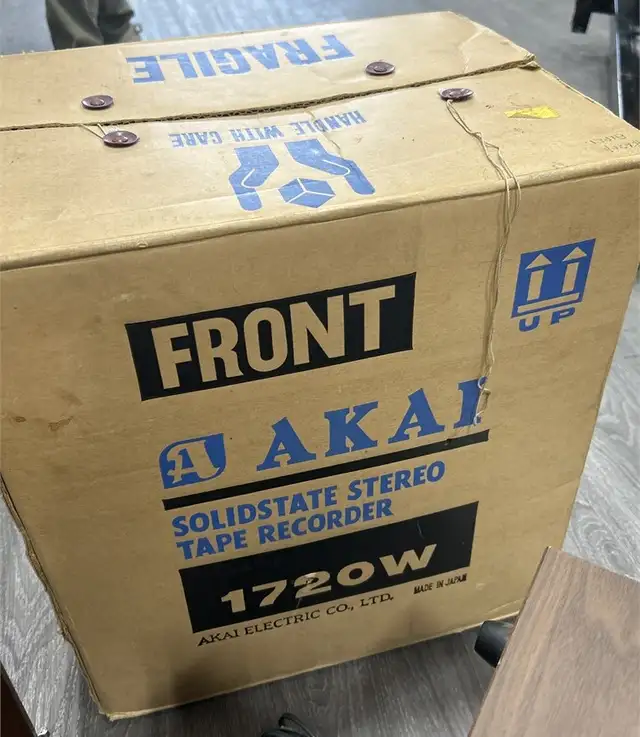 FRAGILE
HANDLE WITH CARE
FRONT
UP
A AKAI
SOLIDSTATE STEREO
TAPE RECORDER
1720W
AKAI ELECTRIC CO., LTD. MADE IN JAPAN